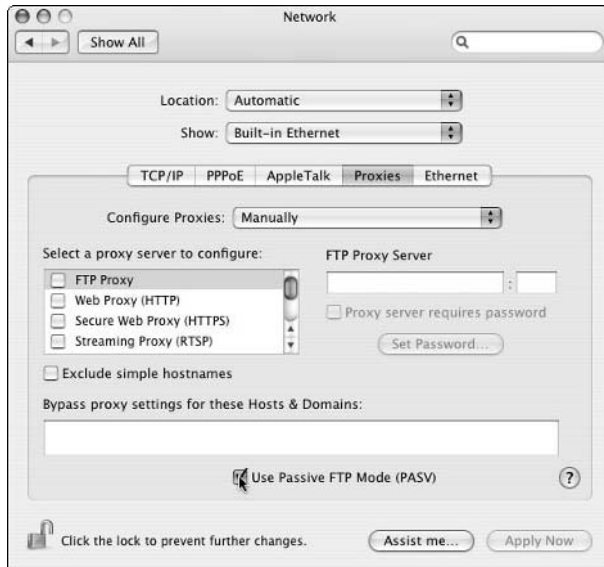 Network
Show All
Location: Automatic
Show: Built-in Ethernet
TCP/IP PPPoE AppleTalk Proxies Ethernet
Configure Proxies: Manually
Select a proxy server to configure:
FTP Proxy
Web Proxy (HTTP)
Secure Web Proxy (HTTPS)
Streaming Proxy (RTSP)
FTP Proxy Server
:
Proxy server requires password
Set Password...
Exclude simple hostnames
Bypass proxy settings for these Hosts & Domains:
Use Passive FTP Mode (PASV)
?
Click the lock to prevent further changes.
Assist me...
Apply Now